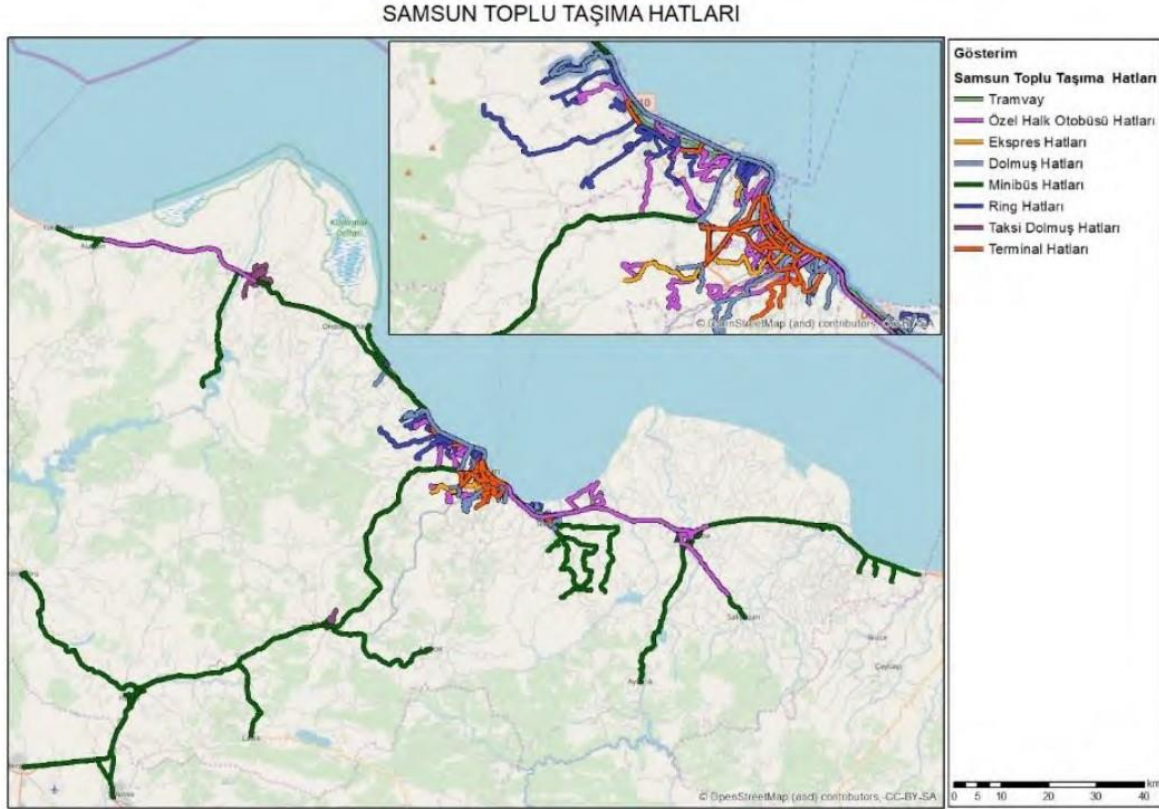 SAMSUN TOPLU TAŞIMA HATLARI
Gösterim
Samsun Toplu Taşıma Hatları
Tramvay
Özel Halk Otobüsü Hatları
Ekspres Hatları
Dolmuş Hatları
Minibüs Hatları
Ring Hatları
Taksi Dolmuş Hatları
Terminal Hatları
© OpenStreetMap (and) contributors, CC-BY-SA
km
0 5 10 20 30 40
© OpenStreetMap (and) contributors, CC-BY-SA